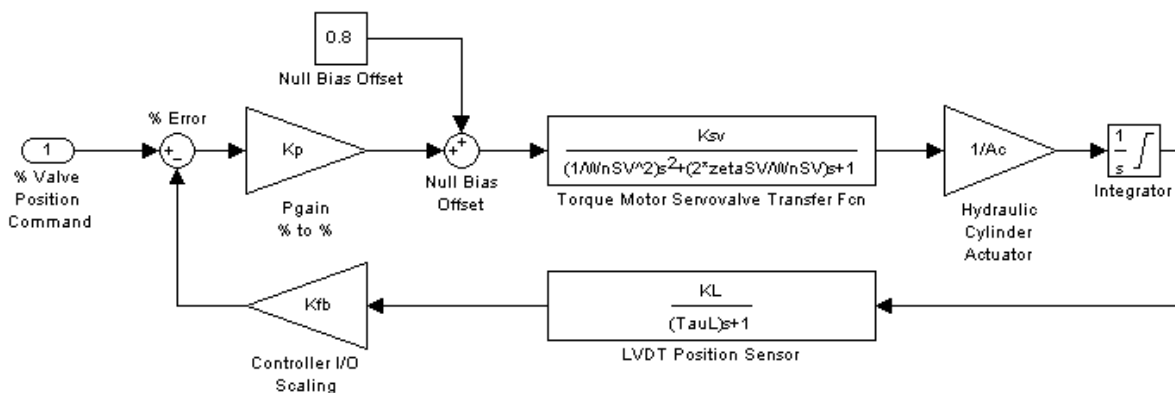 0.8
Null Bias Offset
% Error
1
% Valve
Position
Command
+
−
Kp
Pgain
% to %
+
+
Null Bias
Offset
Ksv
(1/WnSV^2)s2+(2*zetaSV/WnSV)s+1
Torque Motor Servovalve Transfer Fcn
1/Ac
Hydraulic
Cylinder
Actuator
1
s
Integrator
Kfb
Controller I/O
Scaling
KL
(TauL)s+1
LVDT Position Sensor